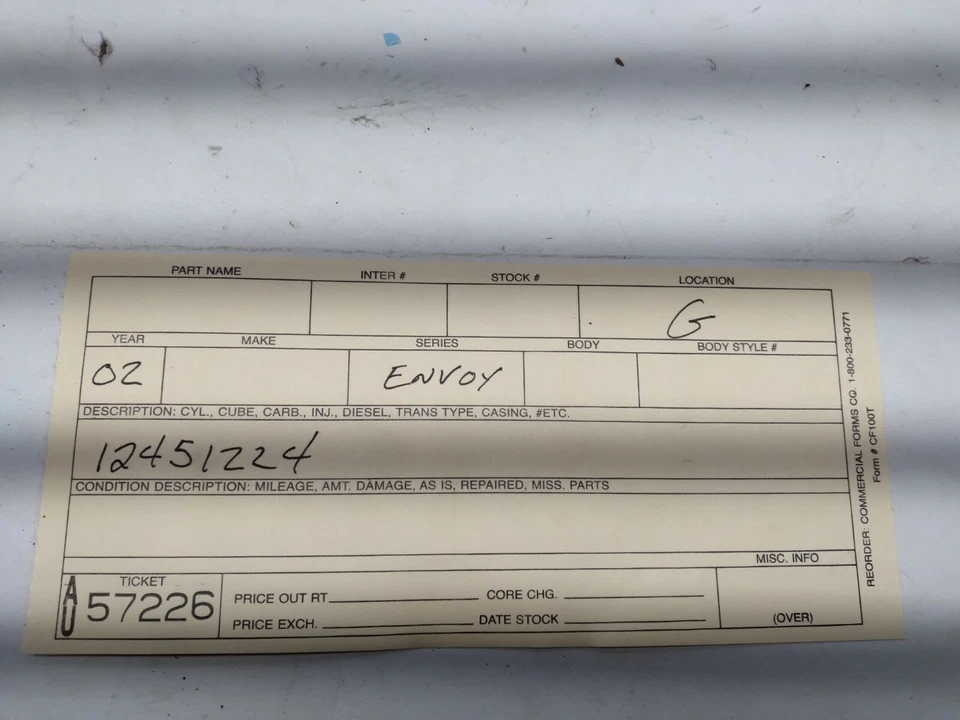 PART NAME INTER # STOCK # LOCATION
G
YEAR MAKE SERIES BODY BODY STYLE #
02 ENVOY
DESCRIPTION: CYL., CUBE, CARB., INJ., DIESEL, TRANS TYPE, CASING, #ETC.
12451224
CONDITION DESCRIPTION: MILEAGE, AMT. DAMAGE, AS IS, REPAIRED, MISS. PARTS
MISC. INFO
TICKET
AU 57226
PRICE OUT RT. CORE CHG.
PRICE EXCH. DATE STOCK
(OVER)
REORDER: COMMERCIAL FORMS CO. 1-800-233-0771
Form # CF100T